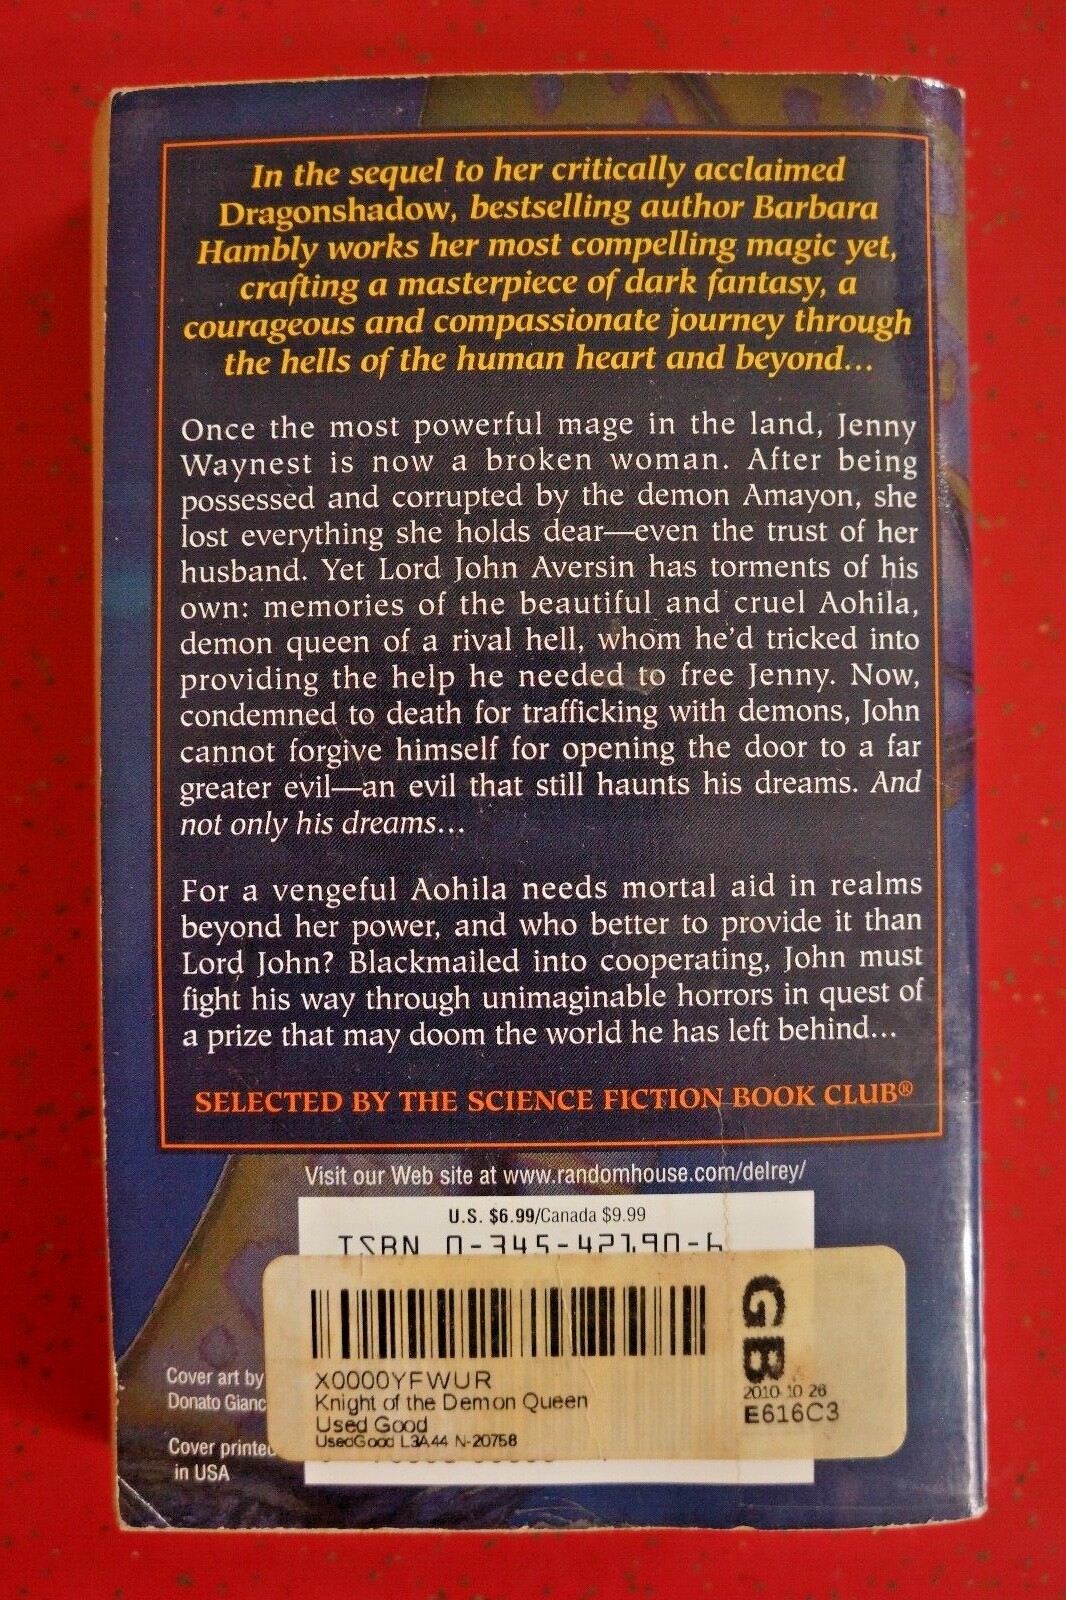 In the sequel to her critically acclaimed
Dragonshadow, bestselling author Barbara
Hambly works her most compelling magic yet,
crafting a masterpiece of dark fantasy, a
courageous and compassionate journey through
the hells of the human heart and beyond...
Once the most powerful mage in the land, Jenny
Waynest is now a broken woman. After being
possessed and corrupted by the demon Amayon, she
lost everything she holds dear—even the trust of her
husband. Yet Lord John Aversin has torments of his
own: memories of the beautiful and cruel Aohila,
demon queen of a rival hell, whom he'd tricked into
providing the help he needed to free Jenny. Now,
condemned to death for trafficking with demons, John
cannot forgive himself for opening the door to a far
greater evil—an evil that still haunts his dreams. And
not only his dreams...
For a vengeful Aohila needs mortal aid in realms
beyond her power, and who better to provide it than
Lord John? Blackmailed into cooperating, John must
fight his way through unimaginable horrors in quest of
a prize that may doom the world he has left behind...
SELECTED BY THE SCIENCE FICTION BOOK CLUB®
Visit our Web site at www.randomhouse.com/delrey/
U.S. $6.99/Canada $9.99
ISBN 0-345-42190-6
GB
X0000YFWUR
Knight of the Demon Queen
Used Good
UsedGood L3A44 N-20758
2010 10 26
E616C3
Cover art by
Donato Gianc
Cover printed
in USA